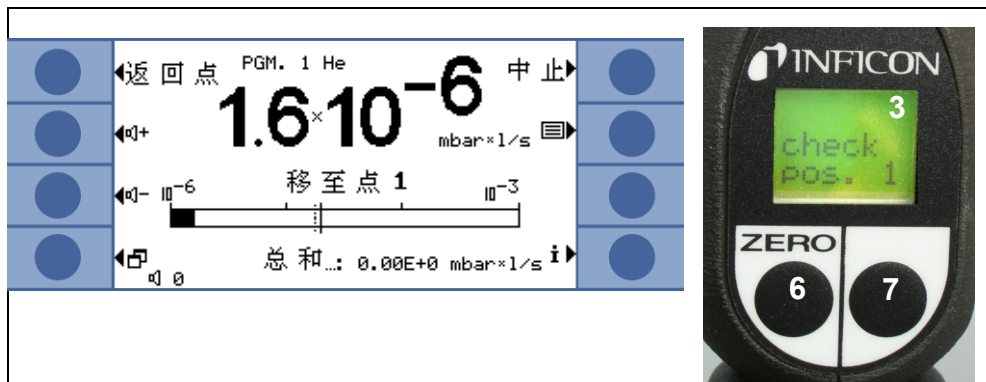 返回点
PGM. 1 He
中止
1.6×10⁻⁶
mbar×l/s
+
-
10⁻⁶
移至点 1
10⁻³
总和…: 0.00E+0 mbar×l/s
i
0
INFICON
3
check
pos. 1
ZERO
6
7